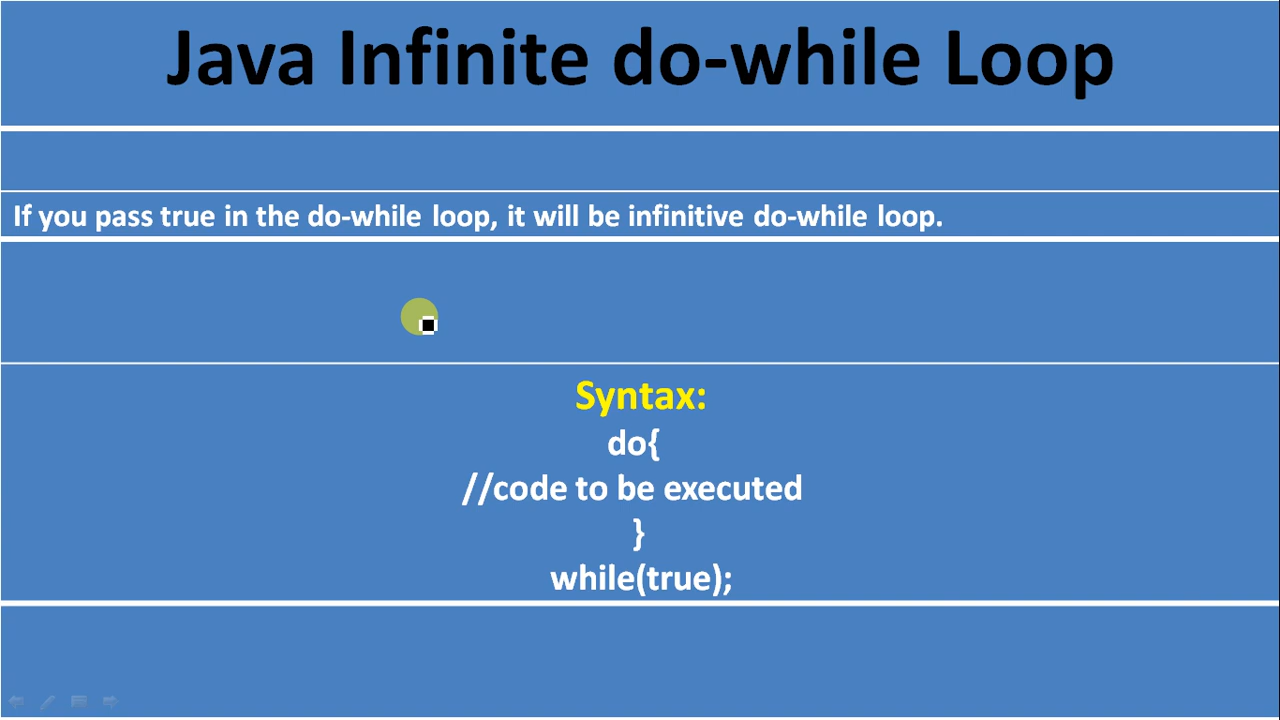 Java Infinite do-while Loop
If you pass true in the do-while loop, it will be infinitive do-while loop.
Syntax:
do{
//code to be executed
}
while(true);